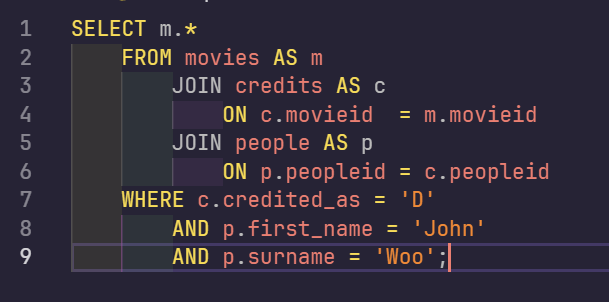 1 SELECT m.*
2     FROM movies AS m
3         JOIN credits AS c
4             ON c.movieid  = m.movieid
5         JOIN people AS p
6             ON p.peopleid = c.peopleid
7     WHERE c.credited_as = 'D'
8         AND p.first_name = 'John'
9         AND p.surname = 'Woo';